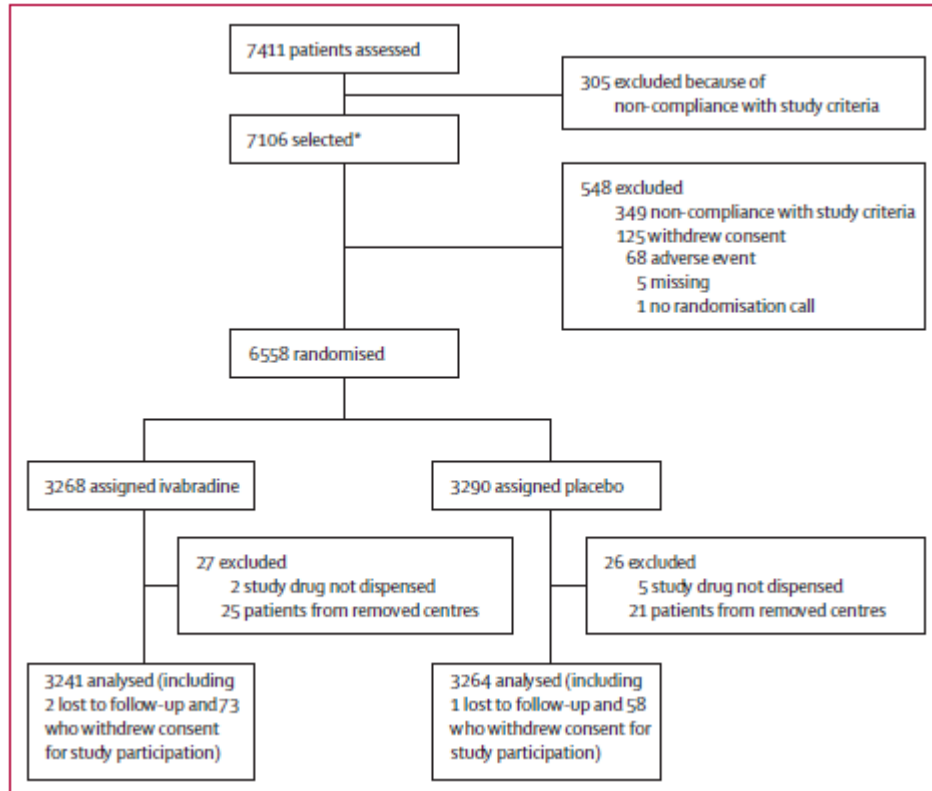 7411 patients assessed
305 excluded because of
non-compliance with study criteria
7106 selected*
548 excluded
349 non-compliance with study criteria
125 withdrew consent
68 adverse event
5 missing
1 no randomisation call
6558 randomised
3268 assigned ivabradine
3290 assigned placebo
27 excluded
2 study drug not dispensed
25 patients from removed centres
26 excluded
5 study drug not dispensed
21 patients from removed centres
3241 analysed (including
2 lost to follow-up and 73
who withdrew consent
for study participation)
3264 analysed (including
1 lost to follow-up and 58
who withdrew consent for
study participation)